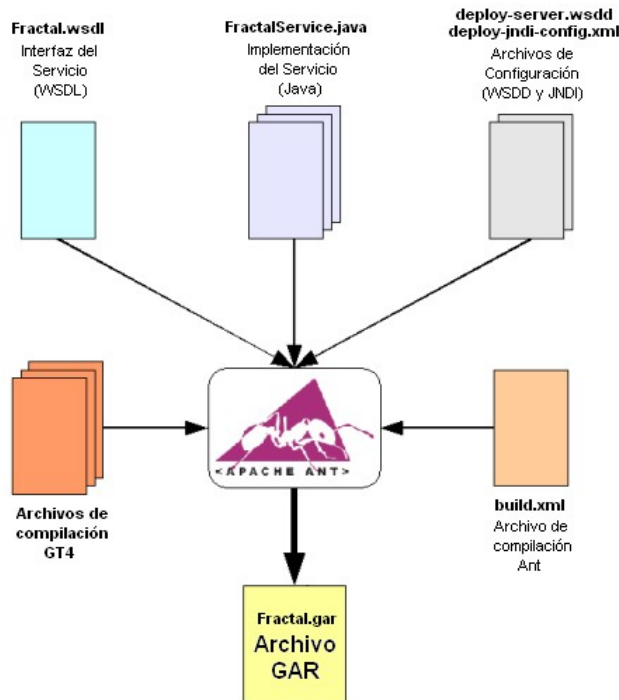 Fractal.wsdl
Interfaz del
Servicio
(WSDL)
FractalService.java
Implementación
del Servicio
(Java)
deploy-server.wsdd
deploy-jndi-config.xml
Archivos de
Configuración
(WSDD y JNDI)
<APACHE ANT>
Archivos de
compilación
GT4
build.xml
Archivo de
compilación
Ant
Fractal.gar
Archivo
GAR